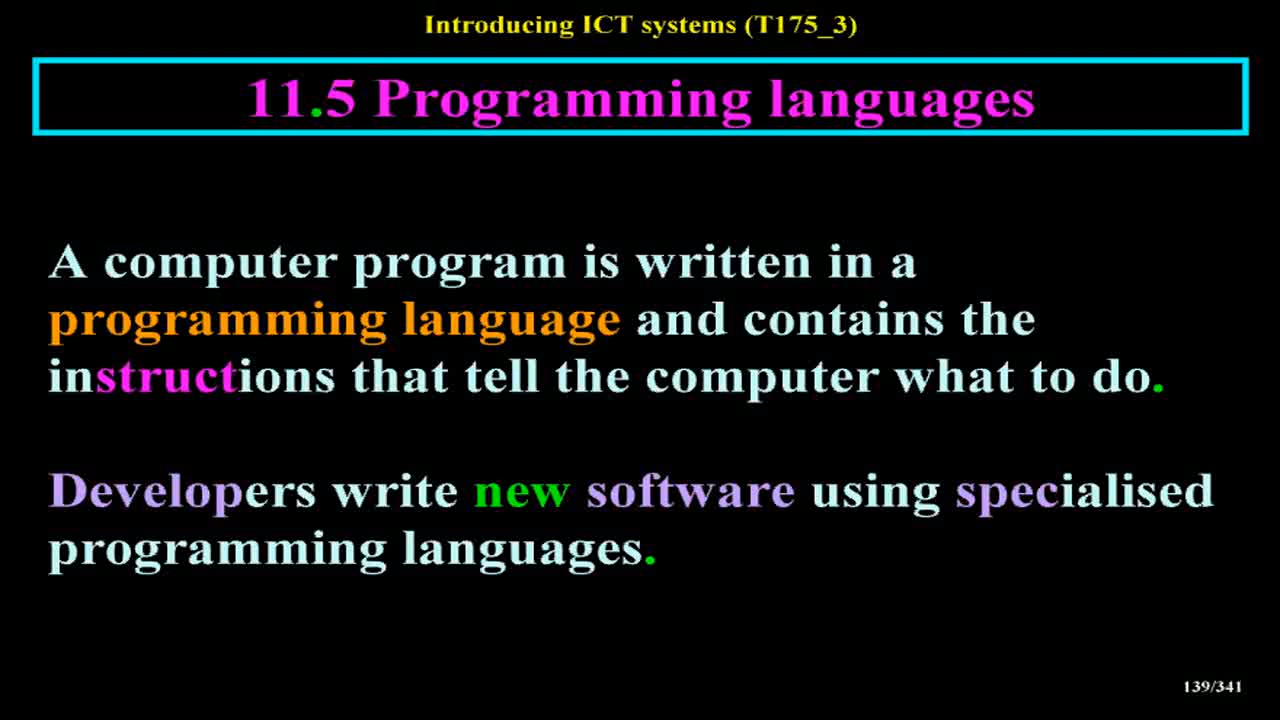 Introducing ICT systems (T175_3)
11.5 Programming languages
A computer program is written in a
programming language and contains the
instructions that tell the computer what to do.
Developers write new software using specialised
programming languages.
139/341